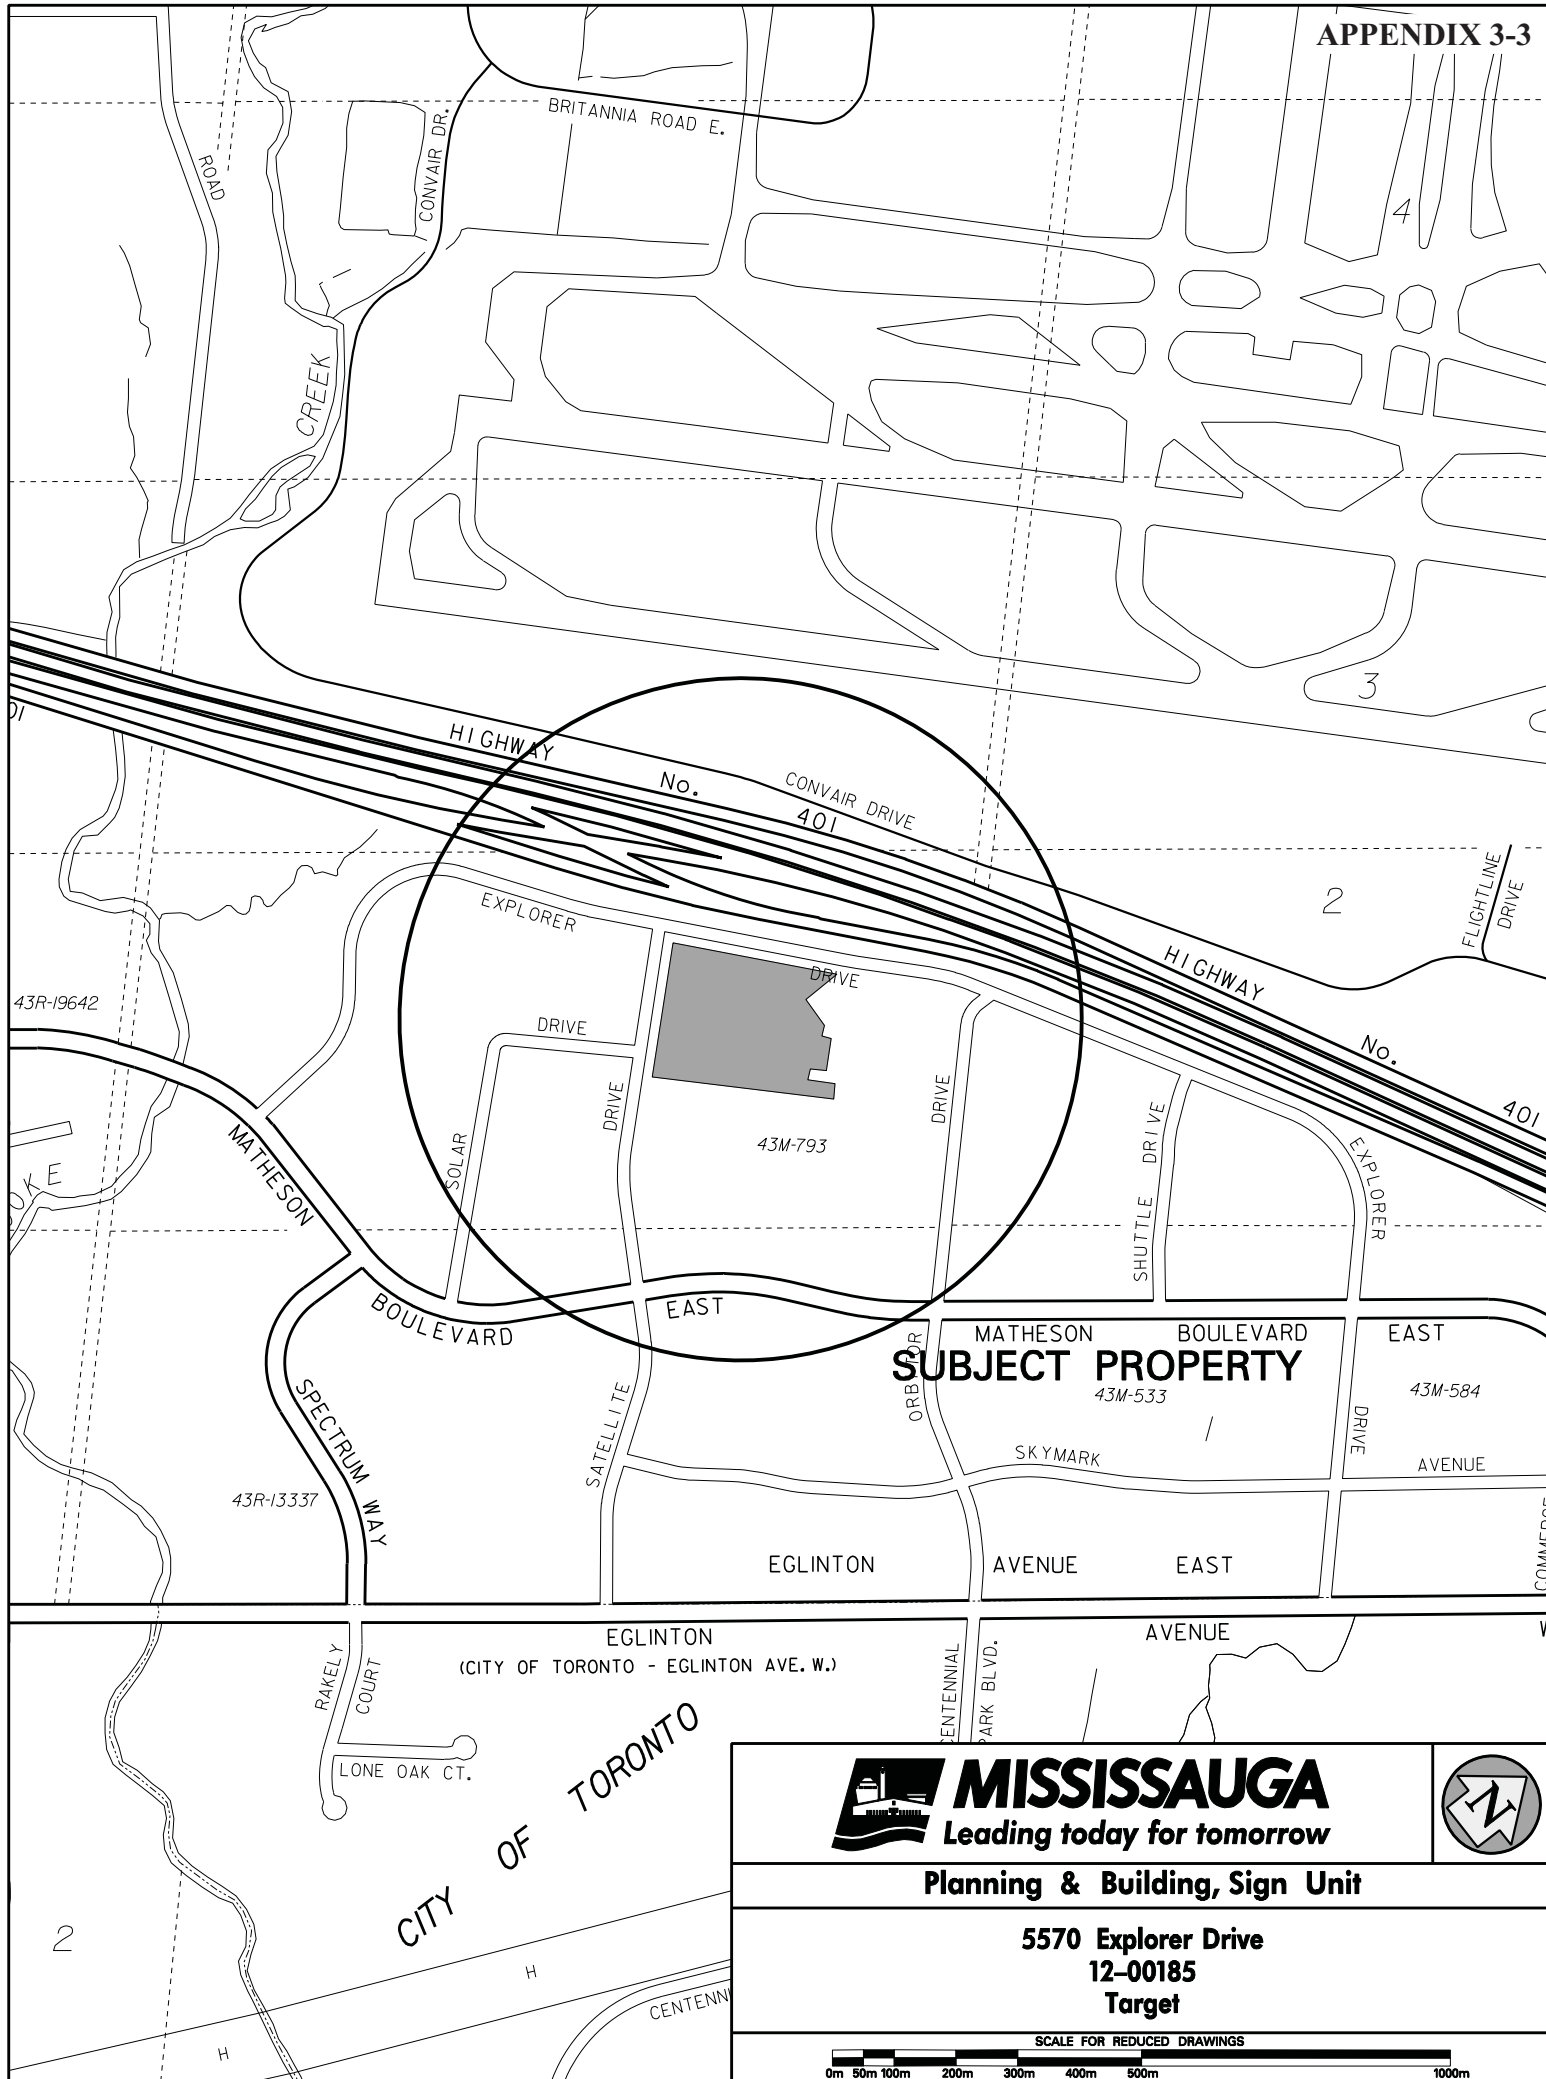 APPENDIX 3-3
BRITANNIA ROAD E.
CONVAIR DR.
ROAD
4
CREEK
3
01
HIGHWAY
No.
401
CONVAIR DRIVE
2
FLIGHTLINE
DRIVE
EXPLORER
DRIVE
HIGHWAY
No.
401
43R-19642
DRIVE
SOLAR
DRIVE
DRIVE
43M-793
SHUTTLE DRIVE
EXPLORER
OKE
MATHESON
BOULEVARD
EAST
MATHESON BOULEVARD EAST
SUBJECT PROPERTY
ORBITOR
43M-533
43M-584
SPECTRUM WAY
SATELLITE
DRIVE
SKYMARK
AVENUE
43R-13337
COMMERCE
EGLINTON AVENUE EAST
EGLINTON
AVENUE
W
(CITY OF TORONTO - EGLINTON AVE. W.)
RAKELY
COURT
CENTENNIAL
PARK BLVD.
LONE OAK CT.
CITY OF TORONTO
2
H
H
CENTENN
MISSISSAUGA
Leading today for tomorrow
N
Planning & Building, Sign Unit
5570 Explorer Drive
12-00185
Target
SCALE FOR REDUCED DRAWINGS
0m 50m 100m 200m 300m 400m 500m 1000m